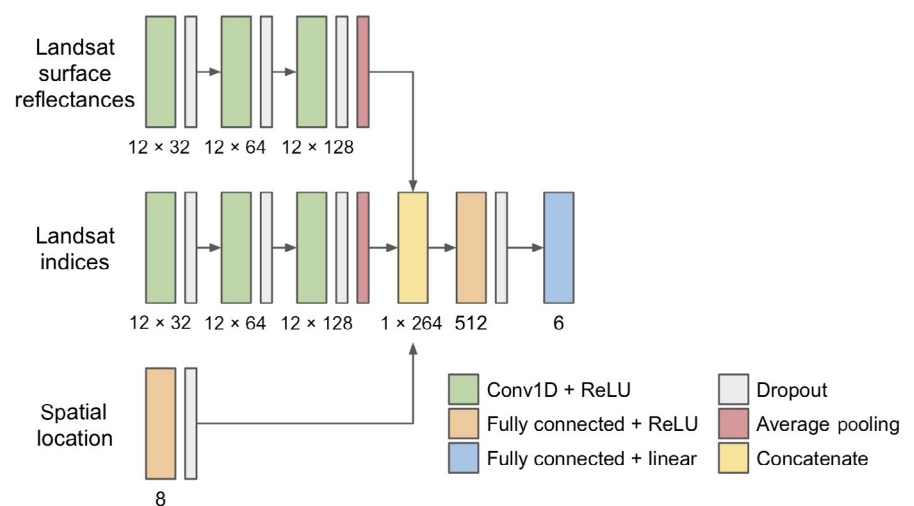 Landsat
surface
reflectances
12 × 32 12 × 64 12 × 128
Landsat
indices
12 × 32 12 × 64 12 × 128 1 × 264 512 6
Spatial
location
8
Conv1D + ReLU
Fully connected + ReLU
Fully connected + linear
Dropout
Average pooling
Concatenate